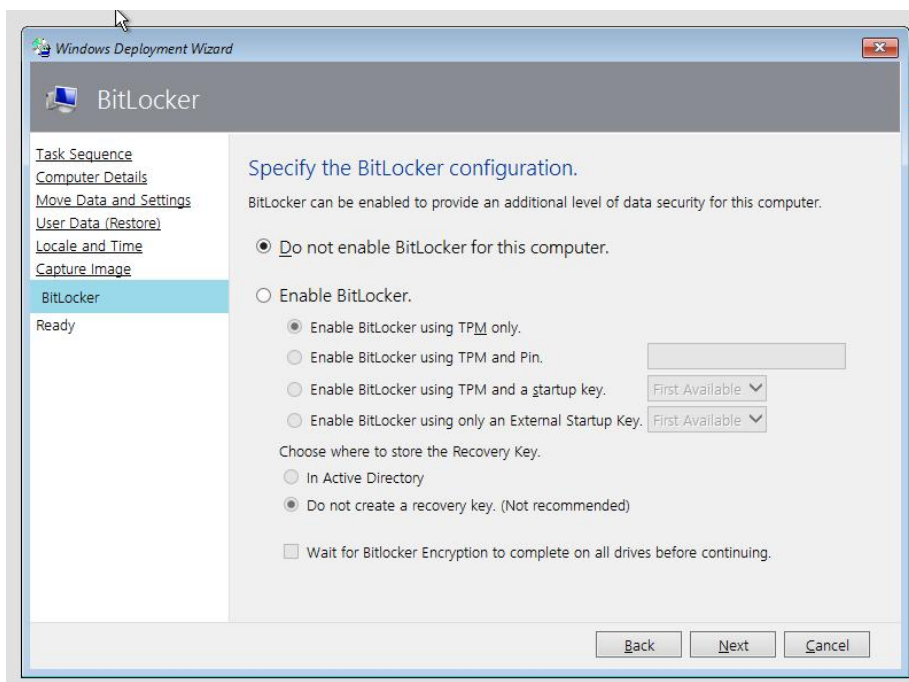 Windows Deployment Wizard
BitLocker
Task Sequence
Computer Details
Move Data and Settings
User Data (Restore)
Locale and Time
Capture Image
BitLocker
Ready
Specify the BitLocker configuration.
BitLocker can be enabled to provide an additional level of data security for this computer.
Do not enable BitLocker for this computer.
Enable BitLocker.
Enable BitLocker using TPM only.
Enable BitLocker using TPM and Pin.
Enable BitLocker using TPM and a startup key. First Available
Enable BitLocker using only an External Startup Key. First Available
Choose where to store the Recovery Key.
In Active Directory
Do not create a recovery key. (Not recommended)
Wait for Bitlocker Encryption to complete on all drives before continuing.
Back Next Cancel